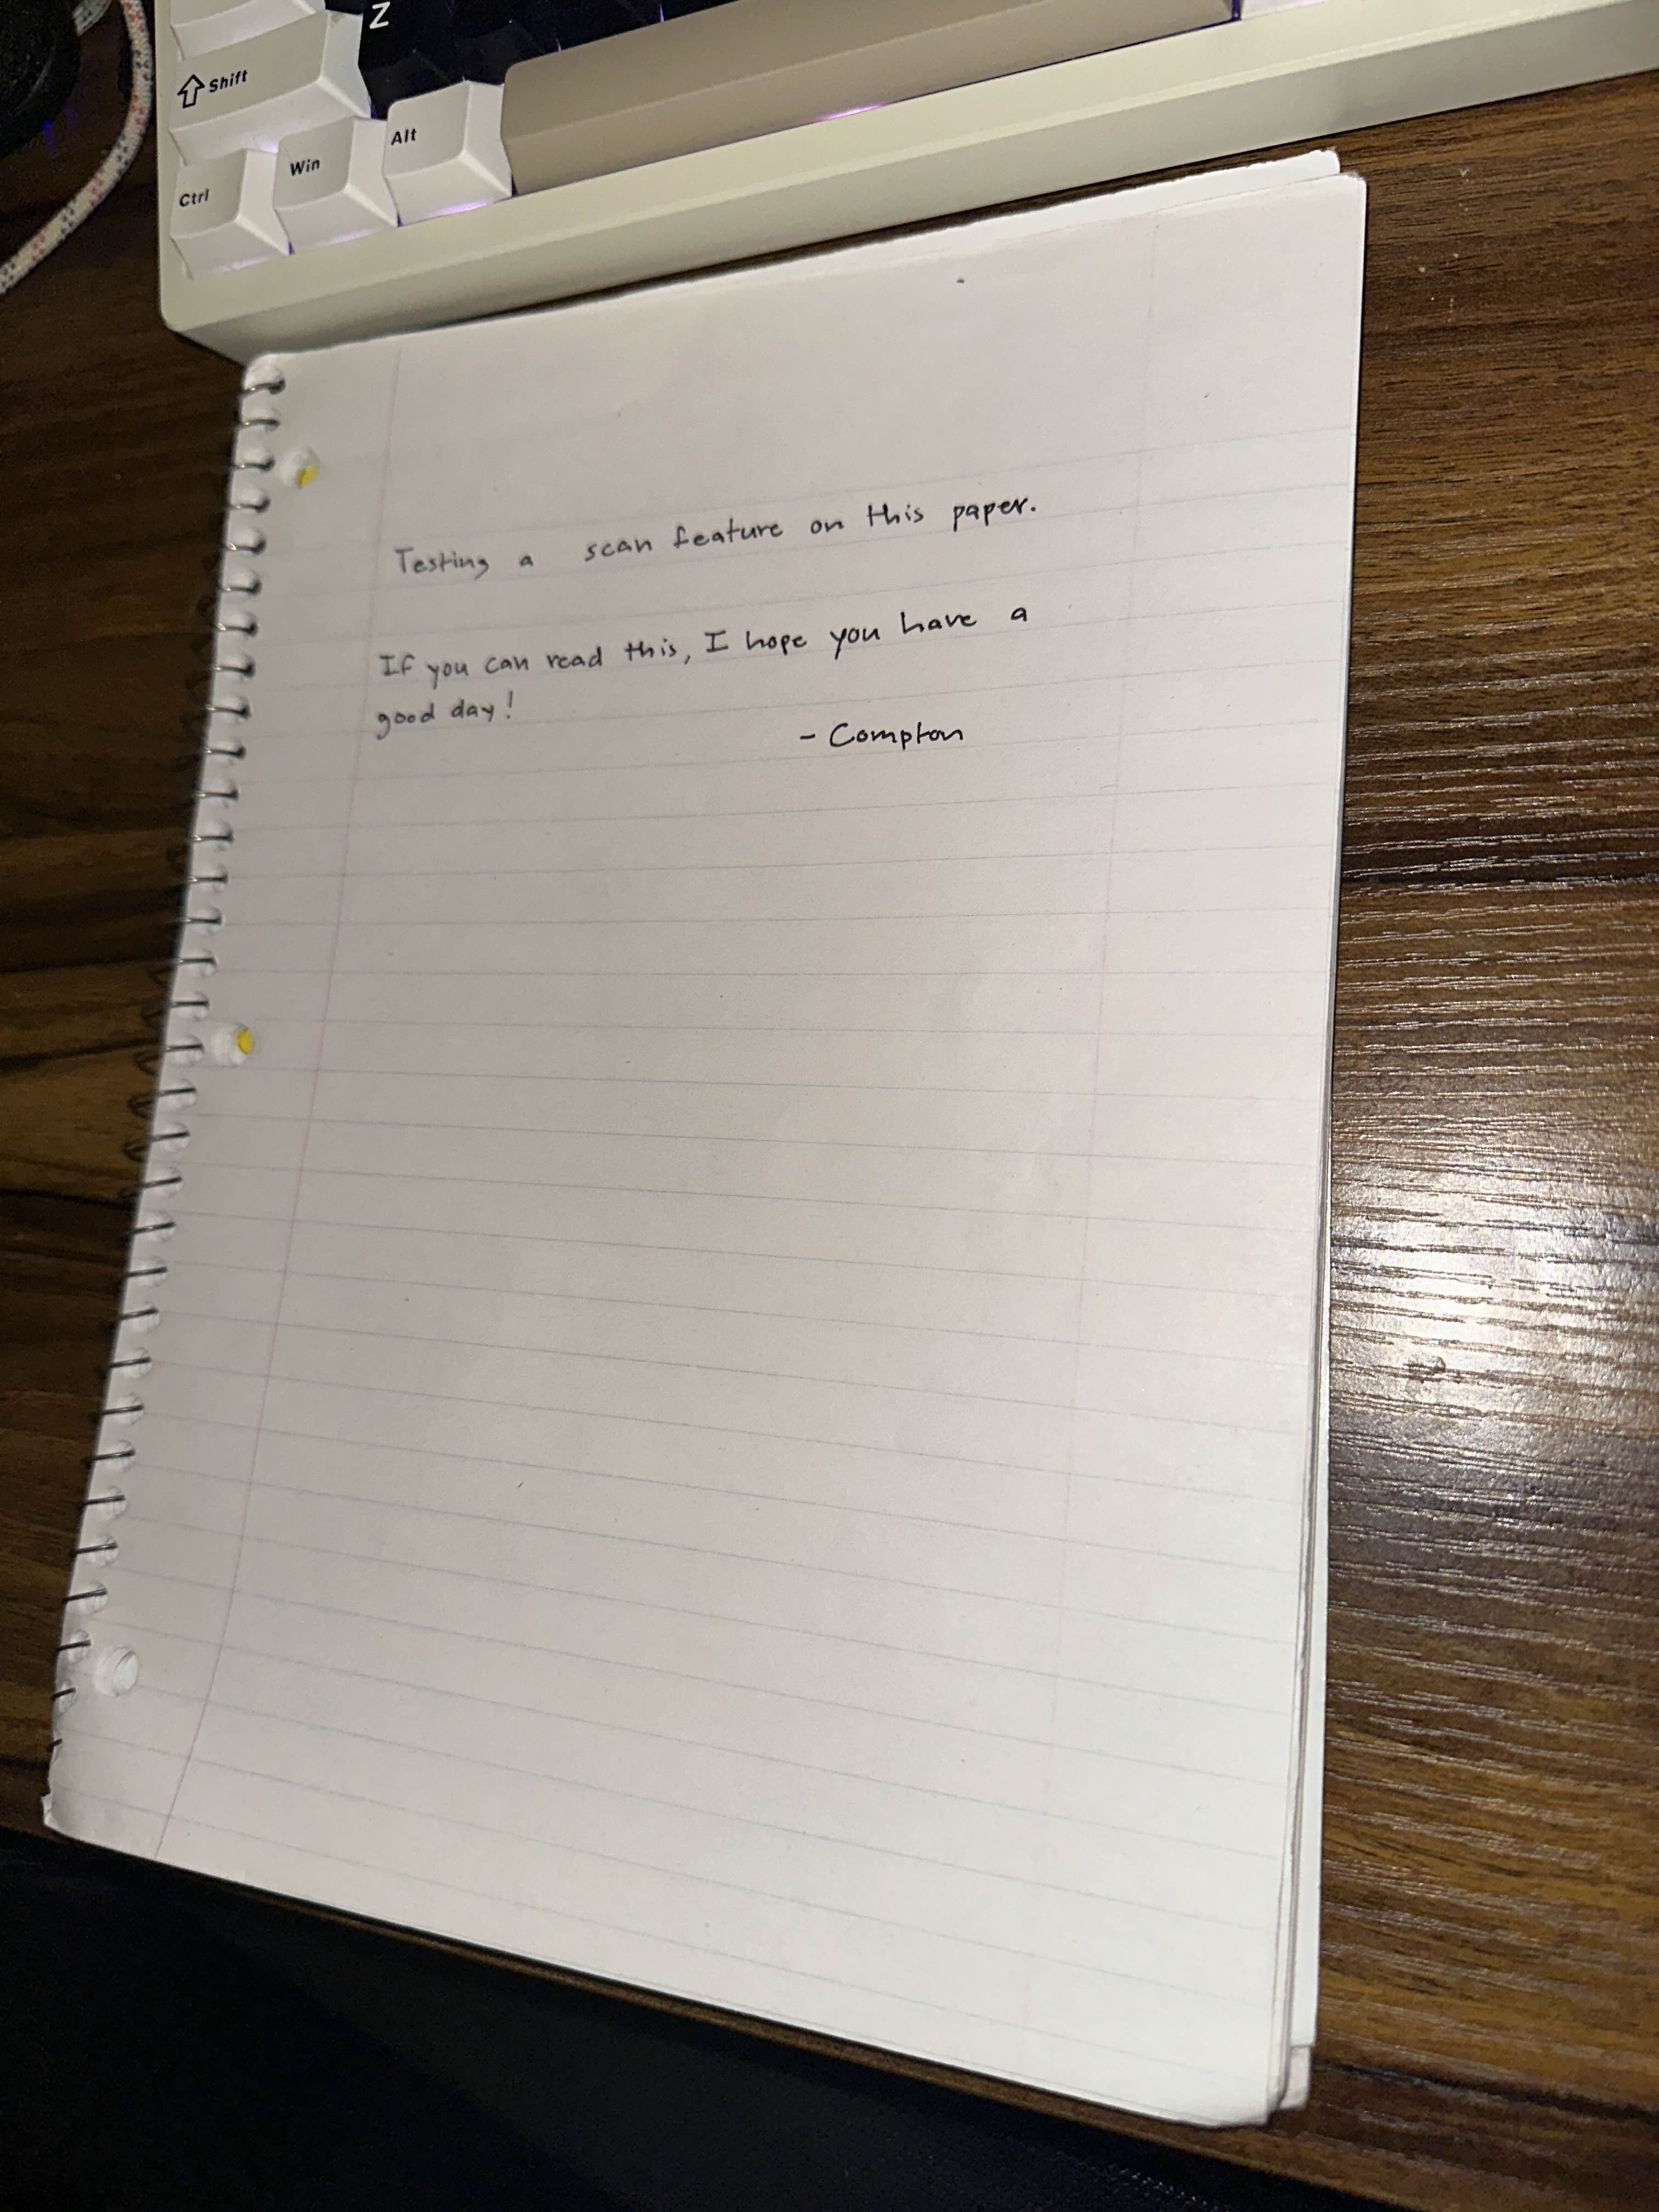 Z
Shift
Alt
Win
Ctrl
Testing a scan feature on this paper.
If you can read this, I hope you have a
good day!
- Compton